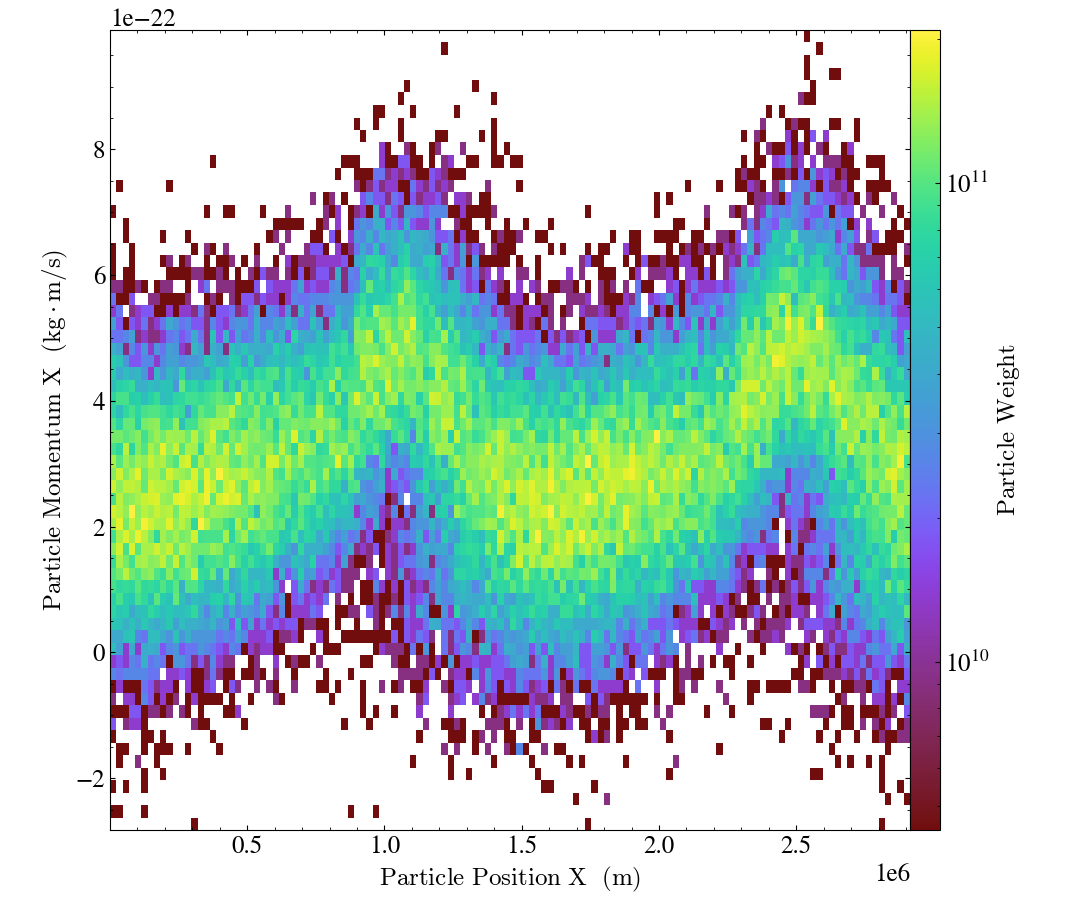 1e−22
8
6
4
2
0
−2
Particle Momentum X (kg · m/s)
0.5 1.0 1.5 2.0 2.5
1e6
Particle Position X (m)
10¹¹
10¹⁰
Particle Weight